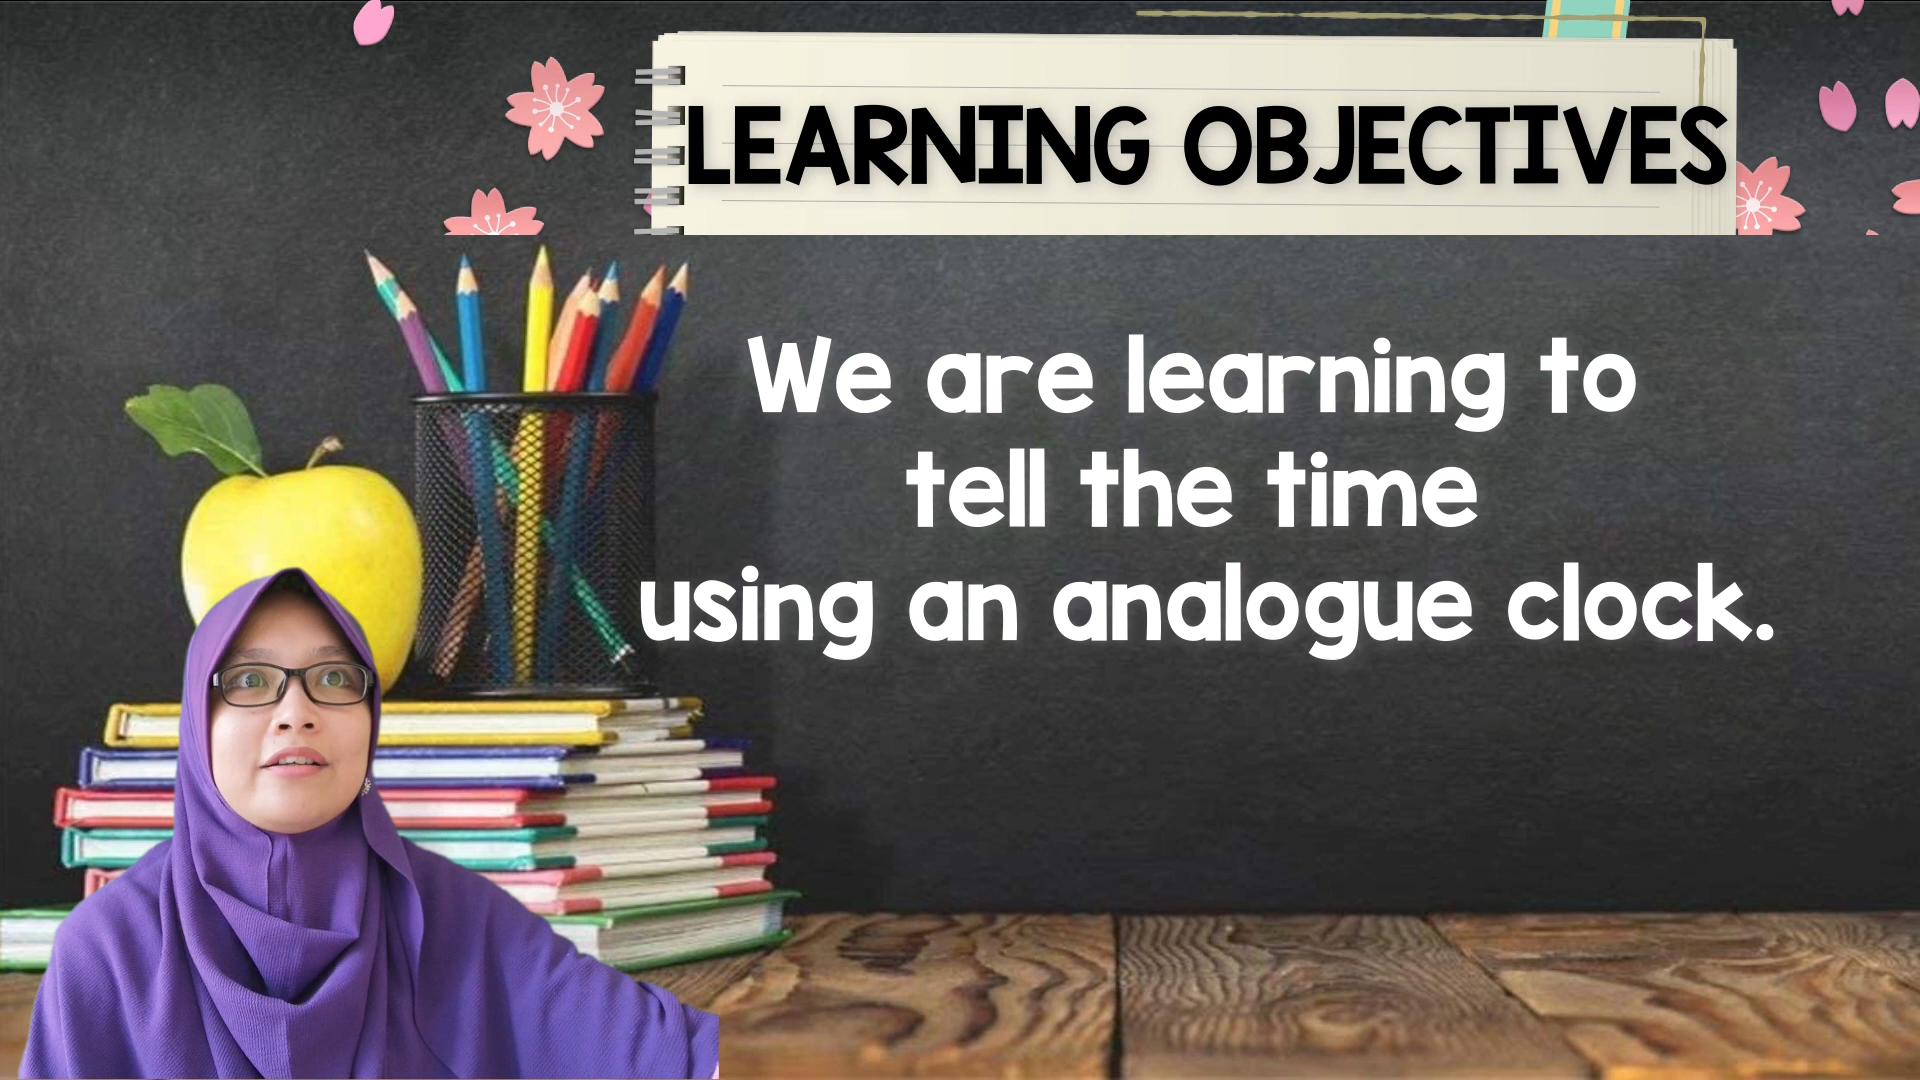 LEARNING OBJECTIVES
We are learning to
tell the time
using an analogue clock.